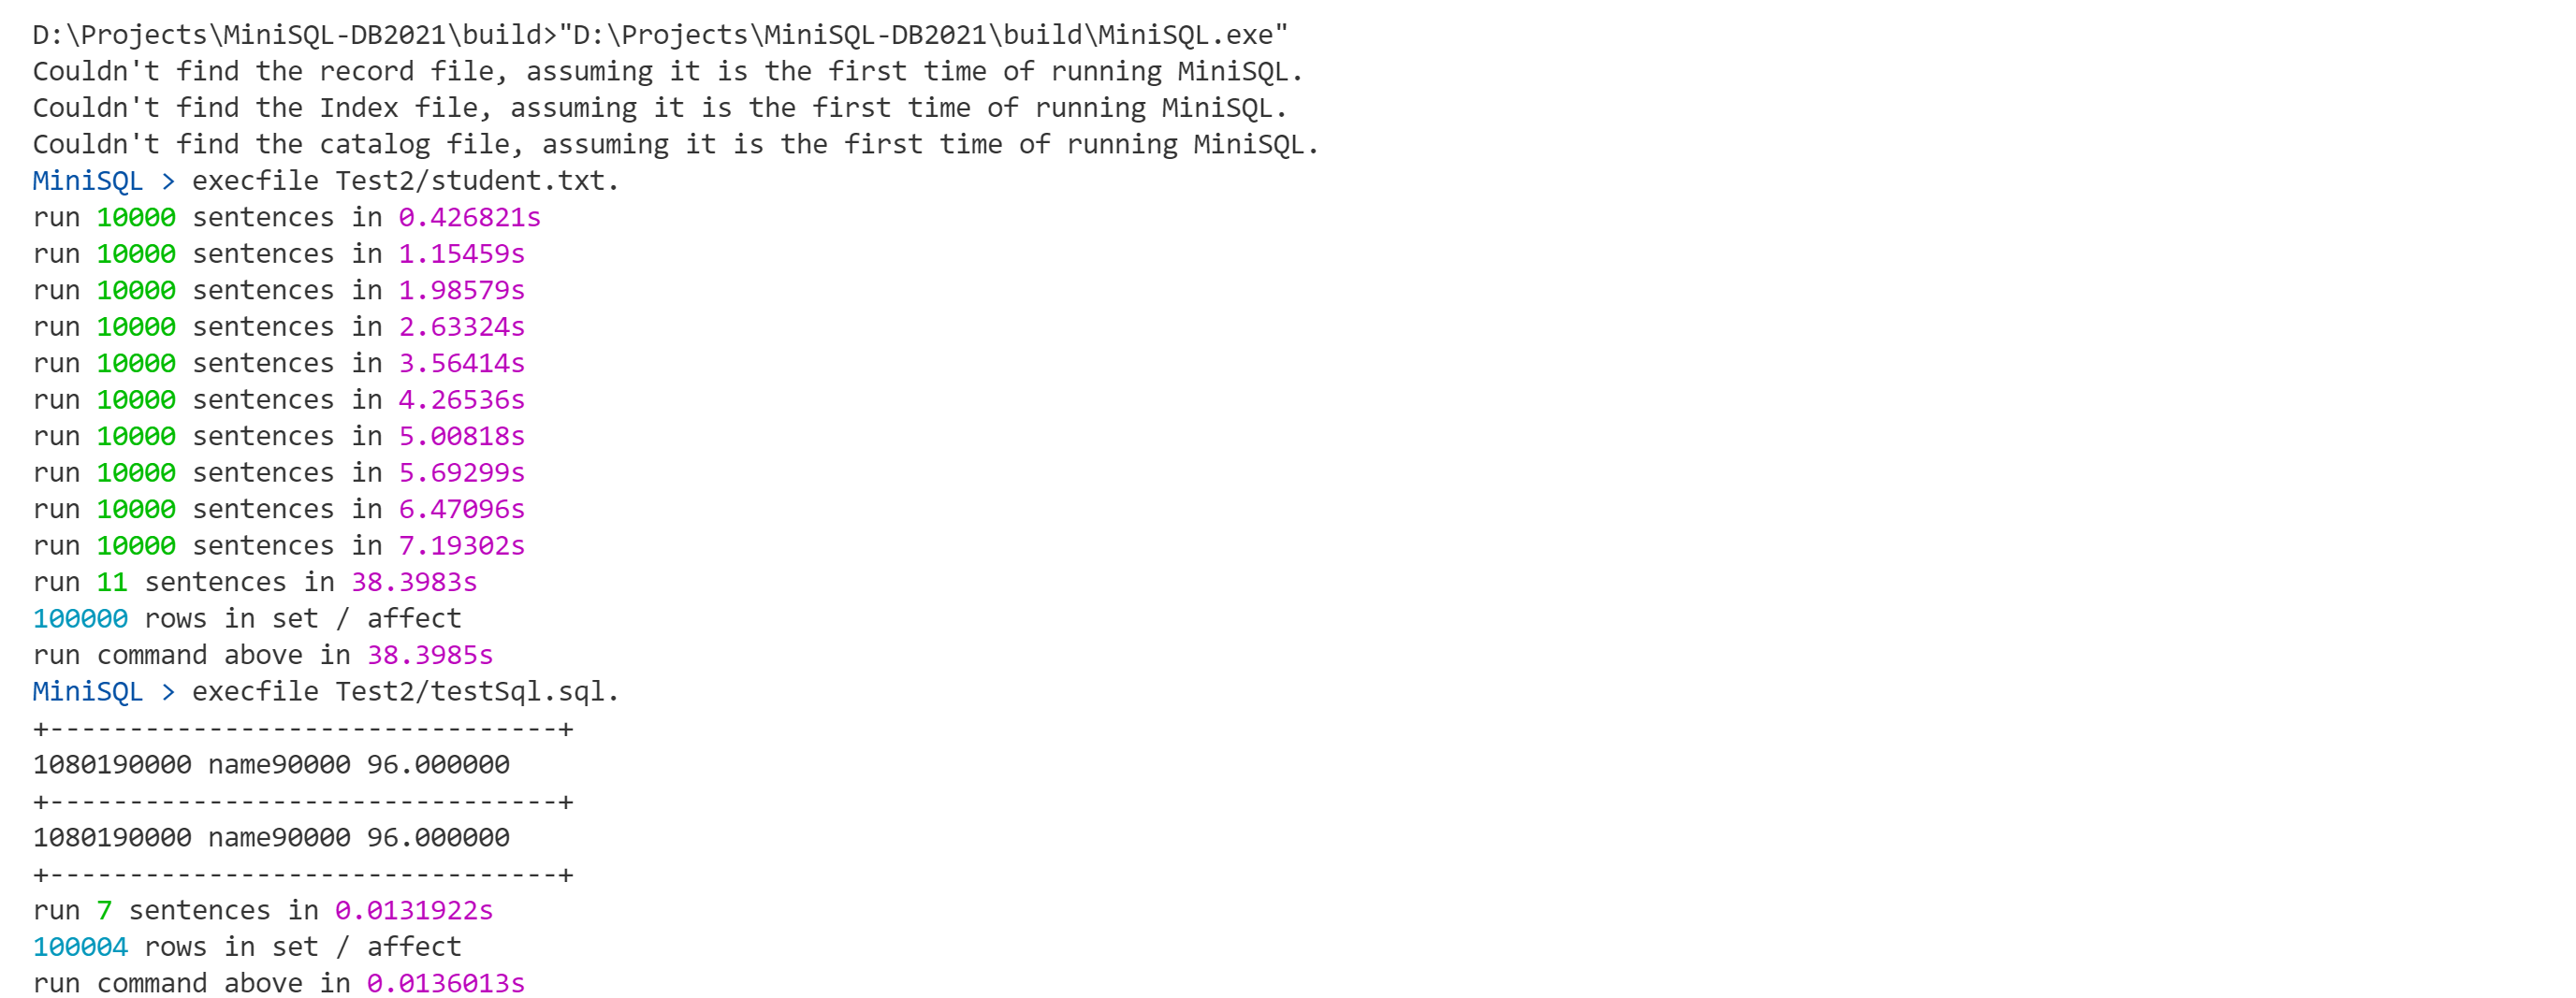 D:\Projects\MiniSQL-DB2021\build>"D:\Projects\MiniSQL-DB2021\build\MiniSQL.exe"
Couldn't find the record file, assuming it is the first time of running MiniSQL.
Couldn't find the Index file, assuming it is the first time of running MiniSQL.
Couldn't find the catalog file, assuming it is the first time of running MiniSQL.
MiniSQL > execfile Test2/student.txt.
run 10000 sentences in 0.426821s
run 10000 sentences in 1.15459s
run 10000 sentences in 1.98579s
run 10000 sentences in 2.63324s
run 10000 sentences in 3.56414s
run 10000 sentences in 4.26536s
run 10000 sentences in 5.00818s
run 10000 sentences in 5.69299s
run 10000 sentences in 6.47096s
run 10000 sentences in 7.19302s
run 11 sentences in 38.3983s
100000 rows in set / affect
run command above in 38.3985s
MiniSQL > execfile Test2/testSql.sql.
+--------------------------------+
1080190000 name90000 96.000000
+--------------------------------+
1080190000 name90000 96.000000
+--------------------------------+
run 7 sentences in 0.0131922s
100004 rows in set / affect
run command above in 0.0136013s